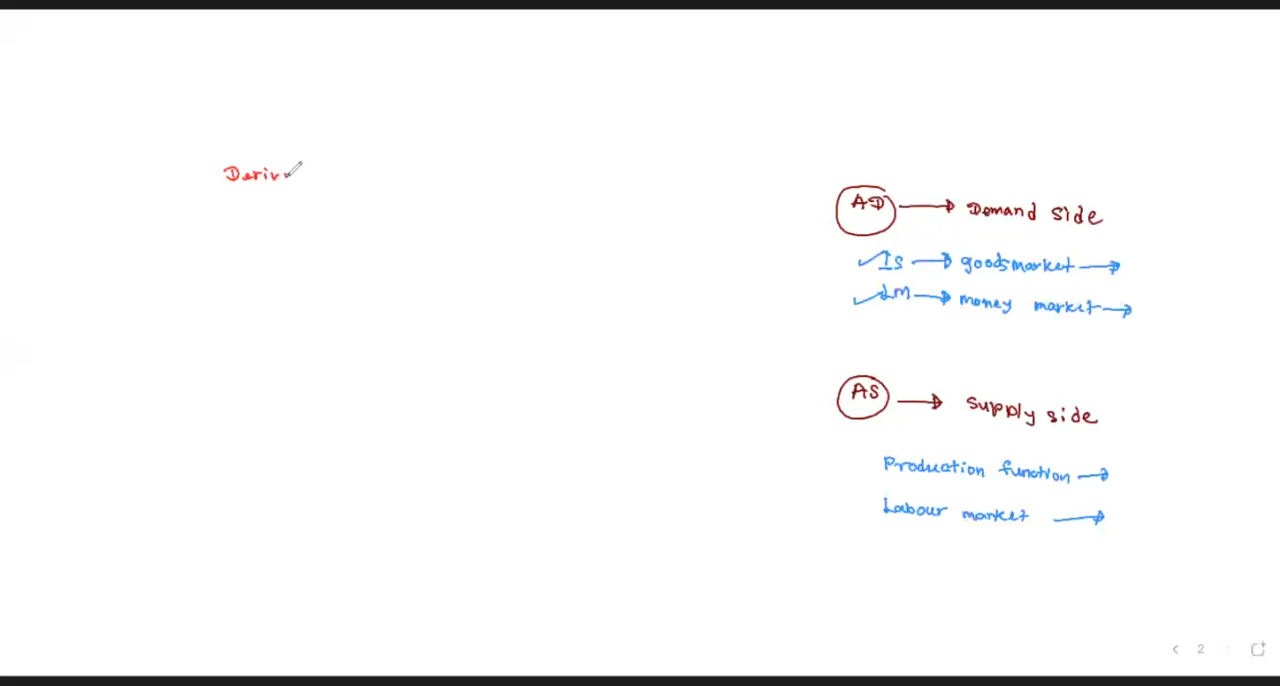 Deriv
AD → Demand side
✓ IS → goods market →
✓ LM → money market →
AS → supply side
Production function →
Labour market →
2